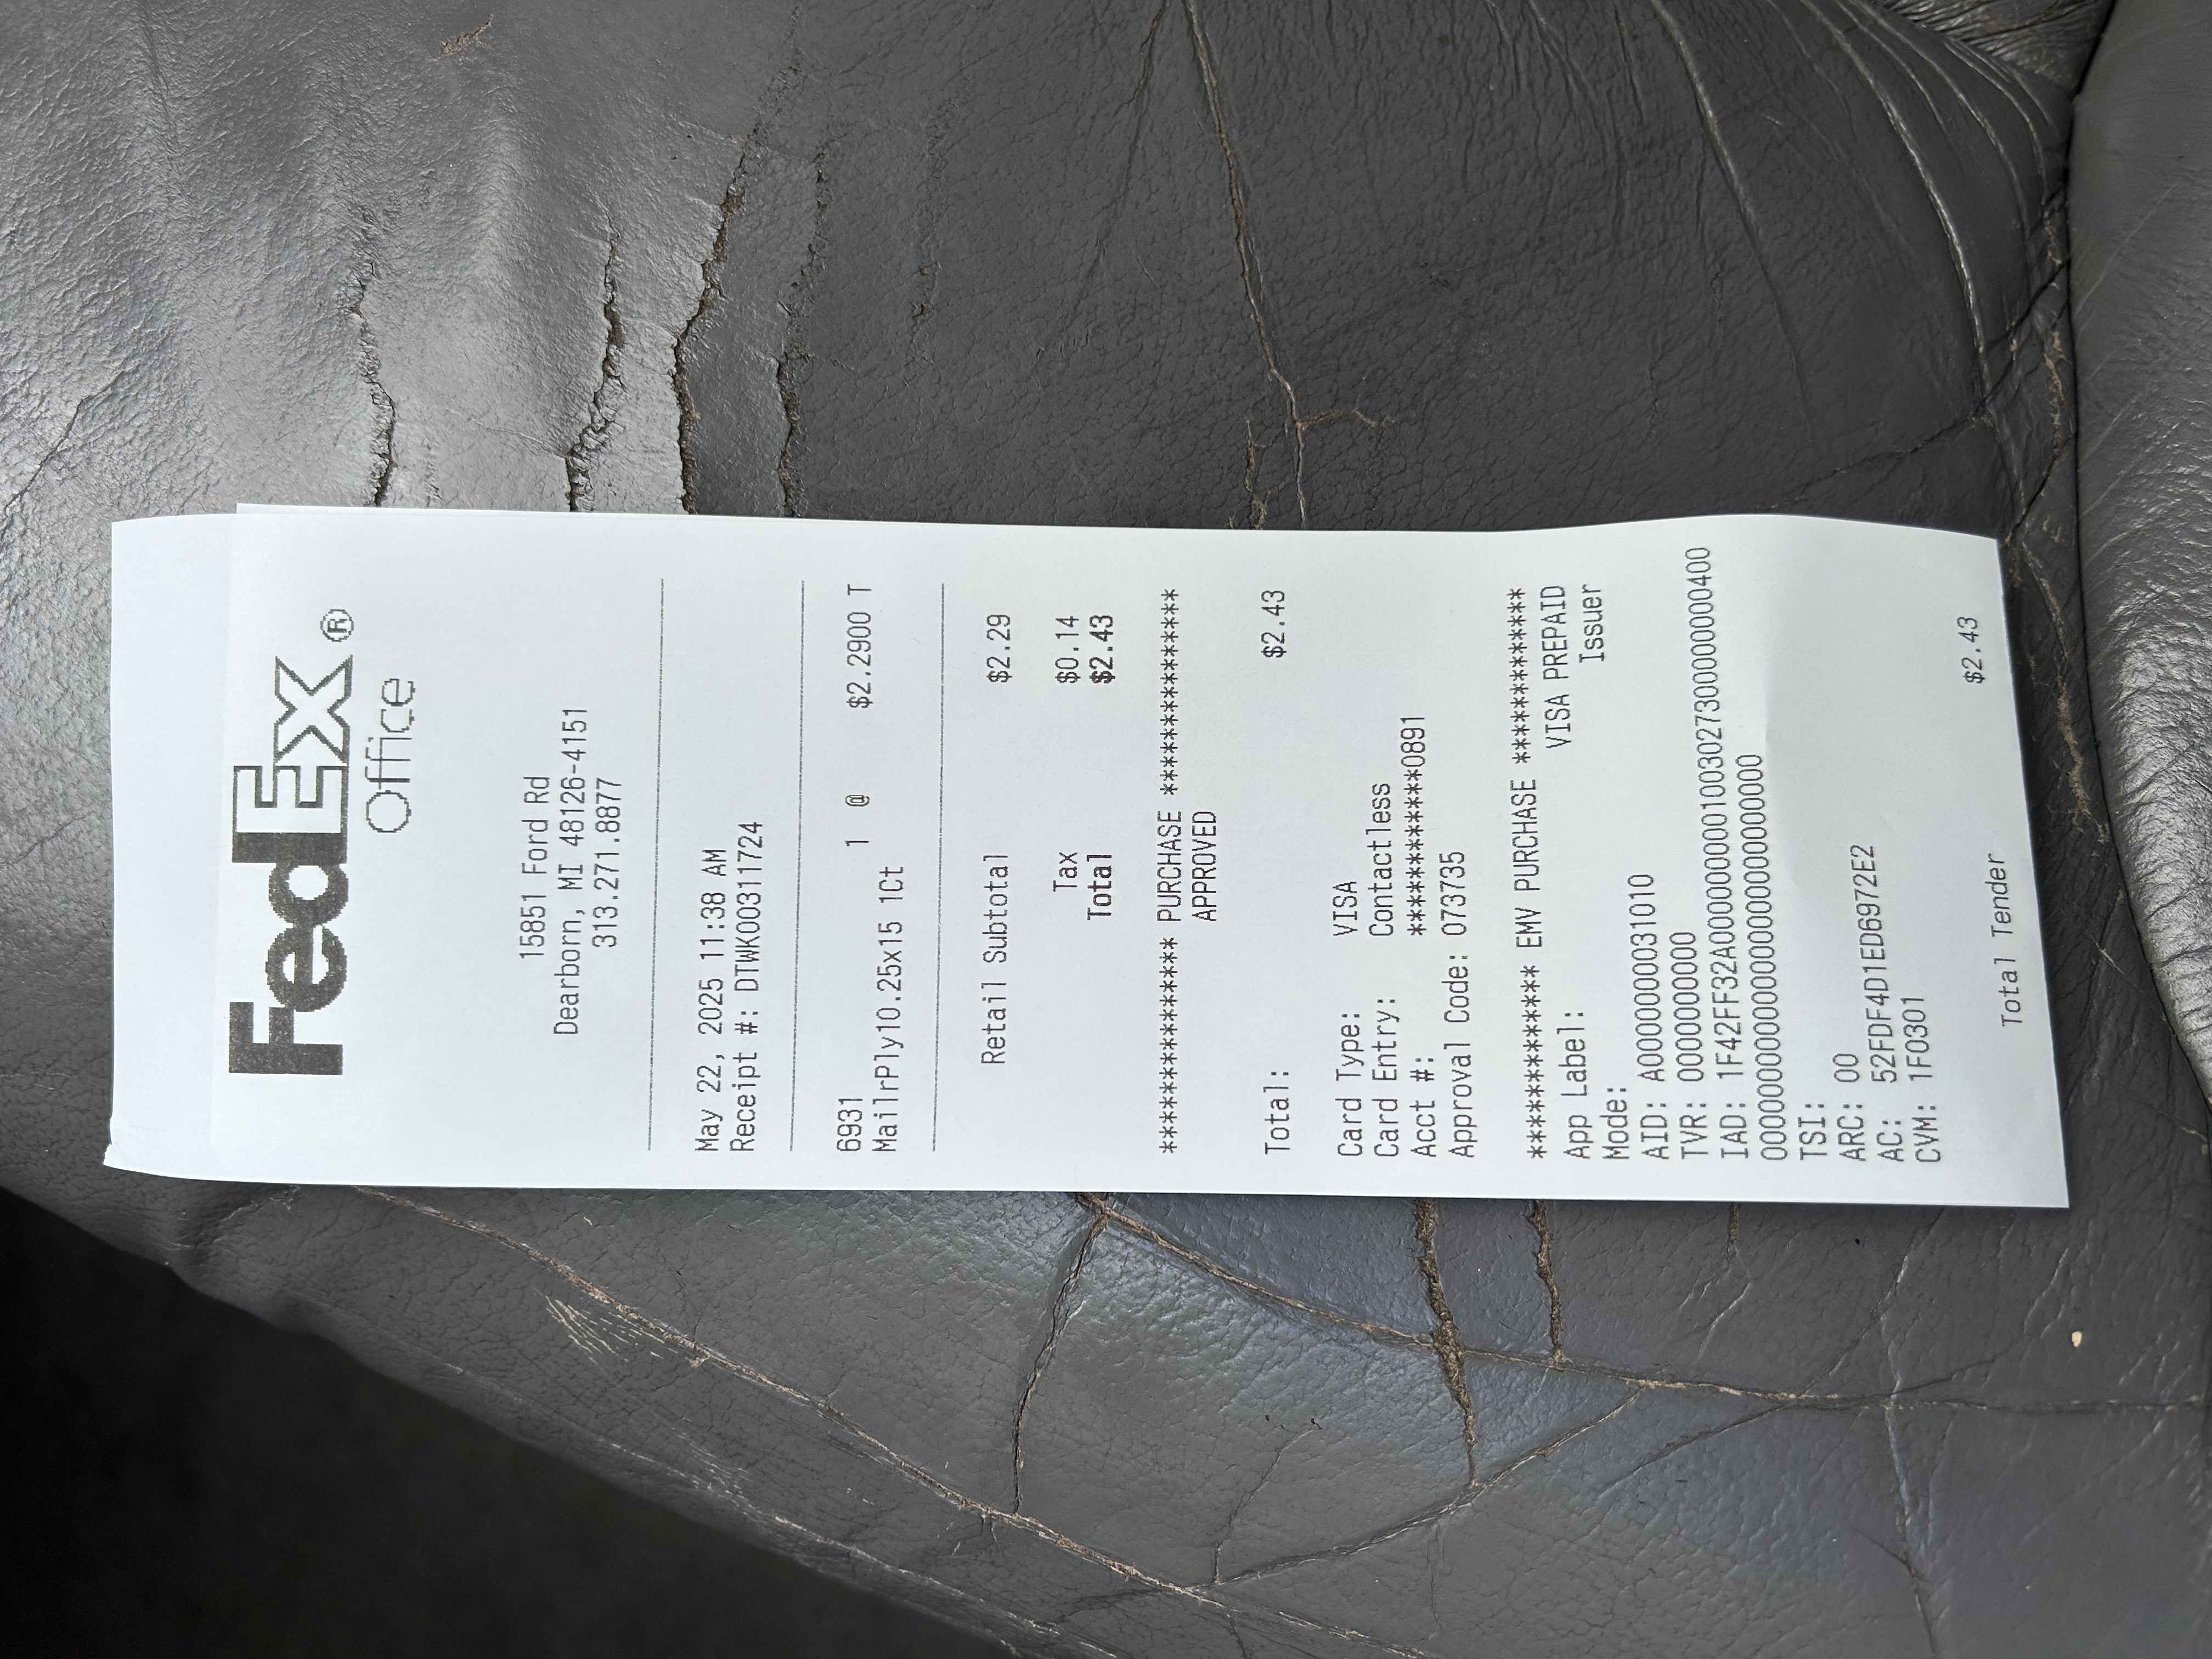 FedEx®
Office
15851 Ford Rd
Dearborn, MI 48126-4151
313.271.8877
May 22, 2025 11:38 AM
Receipt #: DTWK00311724
6931 1 @ $2.2900 T
MailrPly10.25x15 1Ct
Retail Subtotal $2.29
Tax $0.14
Total $2.43
*************** PURCHASE ***************
APPROVED
Total: $2.43
Card Type: VISA
Card Entry: Contactless
Acct #: ************0891
Approval Code: 073735
************* EMV PURCHASE *************
App Label: VISA PREPAID
Mode: Issuer
AID: A0000000031010
TVR: 0000000000
IAD: 1F42FF32A00000000010030273000000000400
000000000000000000000000000
TSI:
ARC: 00
AC: 52FDF4D1ED6972E2
CVM: 1F0301
Total Tender $2.43